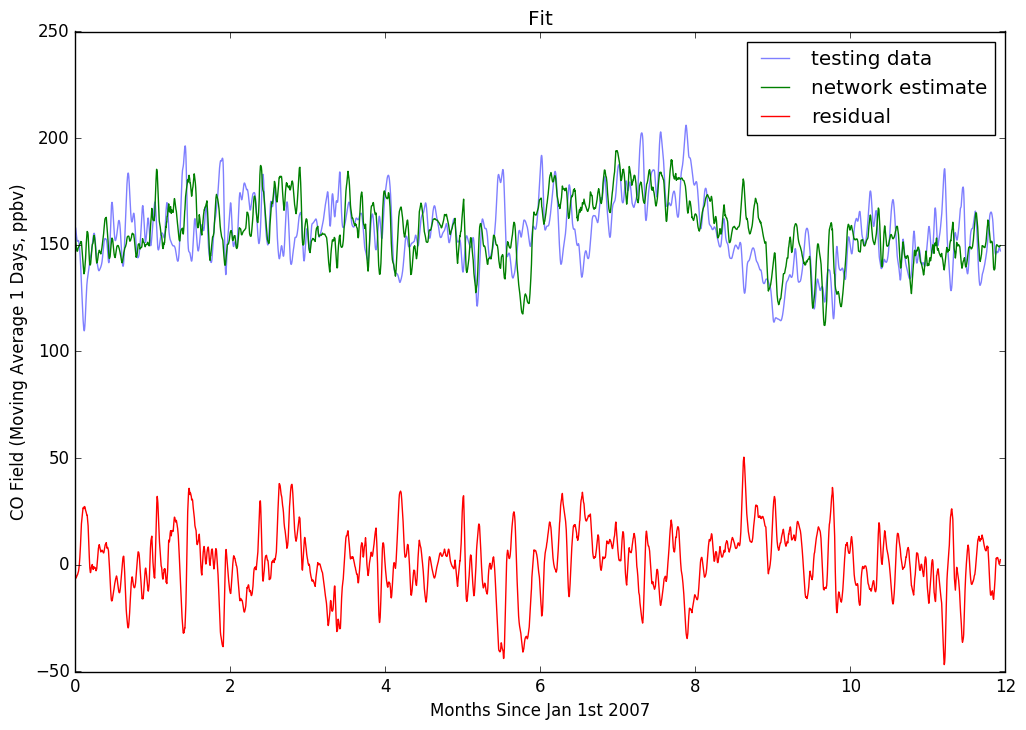 Fit
250
200
150
100
50
0
−50
CO Field (Moving Average 1 Days, ppbv)
testing data
network estimate
residual
0 2 4 6 8 10 12
Months Since Jan 1st 2007